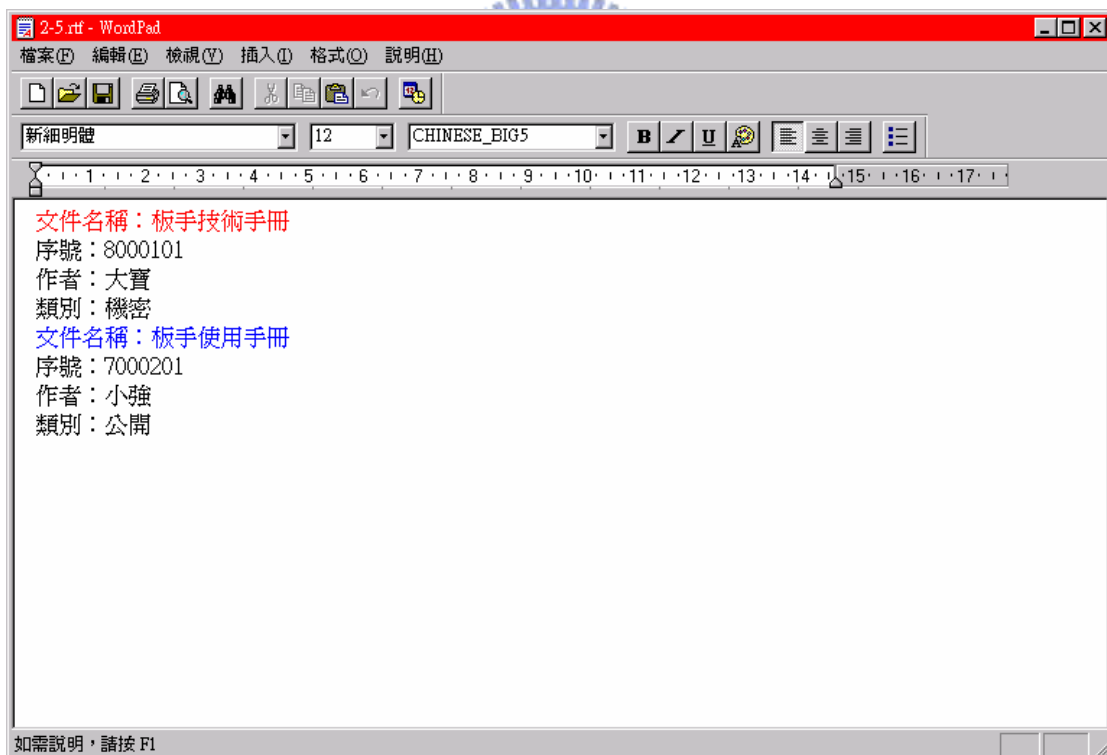 2-5.rtf - WordPad
檔案(F) 編輯(E) 檢視(V) 插入(I) 格式(O) 說明(H)
新細明體 12 CHINESE_BIG5 B I U
1 2 3 4 5 6 7 8 9 10 11 12 13 14 15 16 17
文件名稱：板手技術手冊
序號：8000101
作者：大寶
類別：機密
文件名稱：板手使用手冊
序號：7000201
作者：小強
類別：公開
如需說明，請按 F1